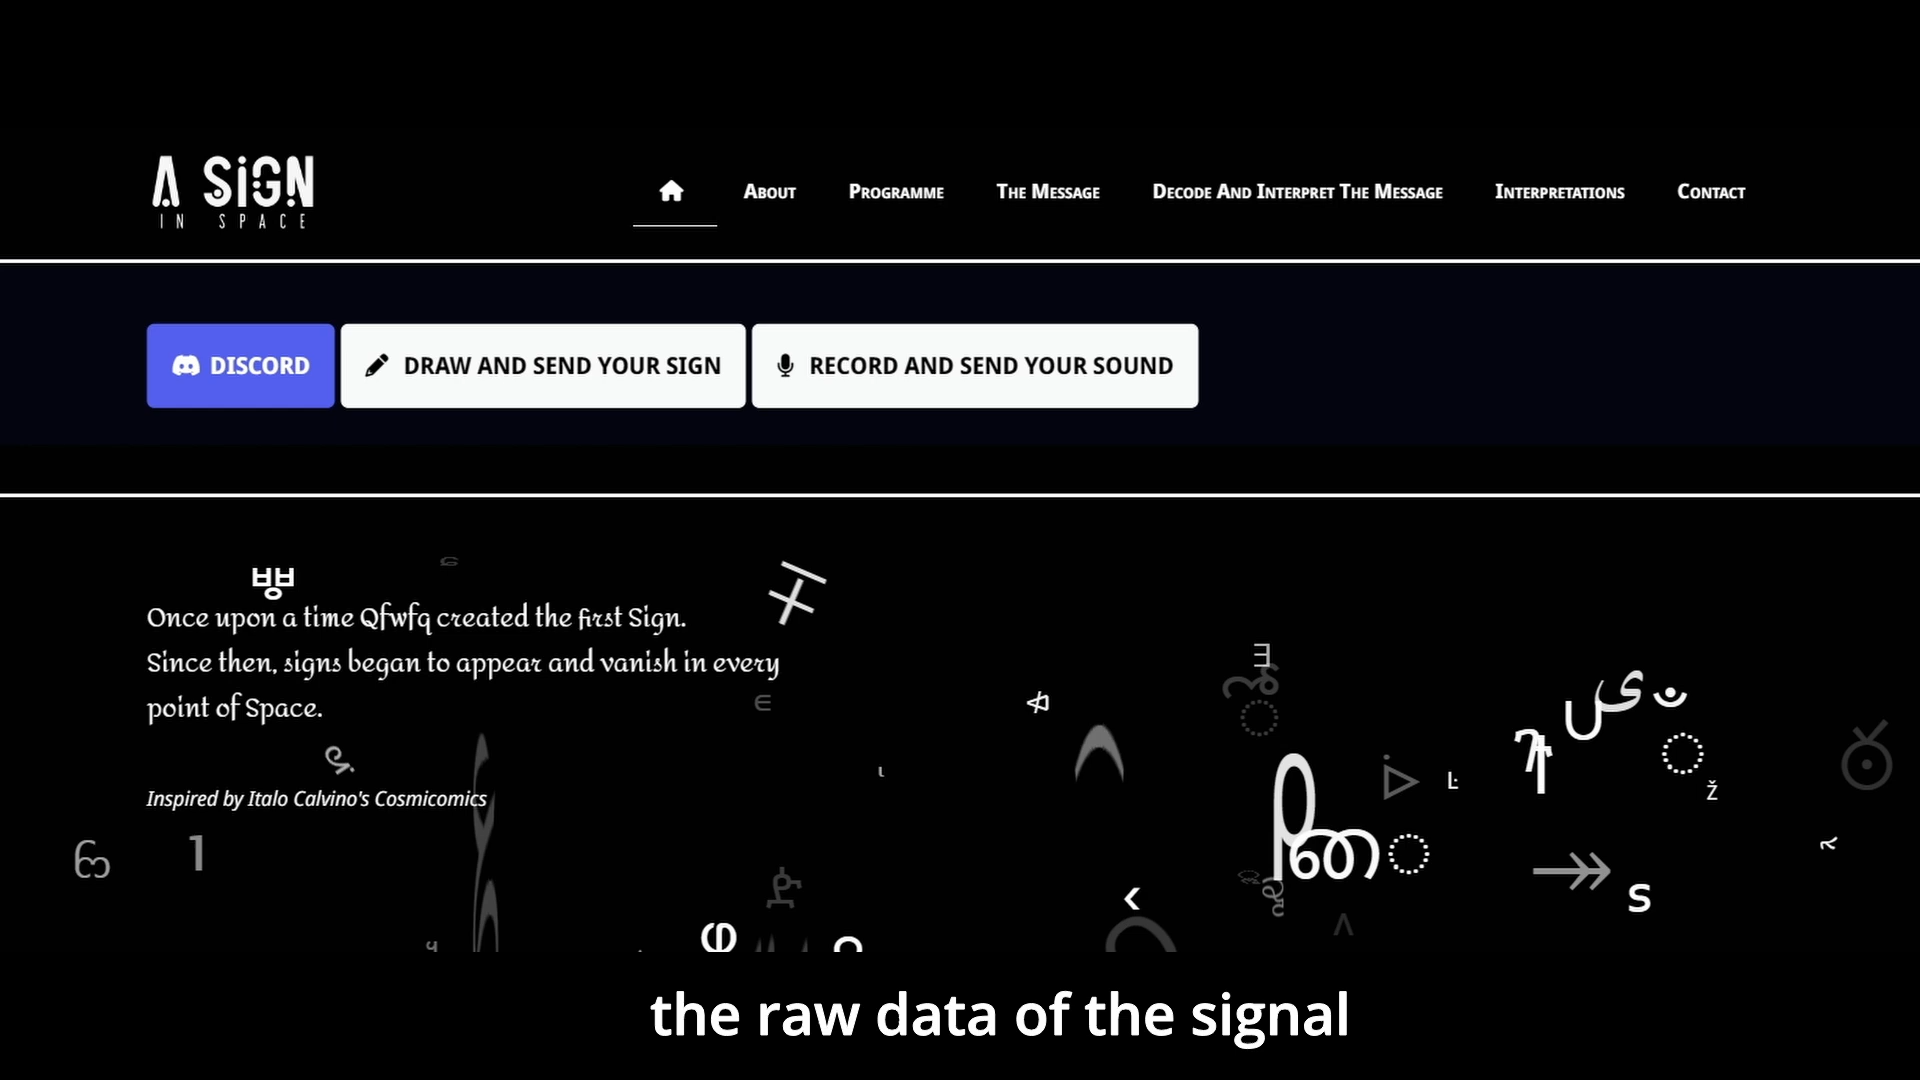 A SiGN
IN SPACE
About
Programme
The Message
Decode And Interpret The Message
Interpretations
Contact
DISCORD
DRAW AND SEND YOUR SIGN
RECORD AND SEND YOUR SOUND
Once upon a time Qfwfq created the first Sign.
Since then, signs began to appear and vanish in every
point of Space.
Inspired by Italo Calvino's Cosmicomics
the raw data of the signal